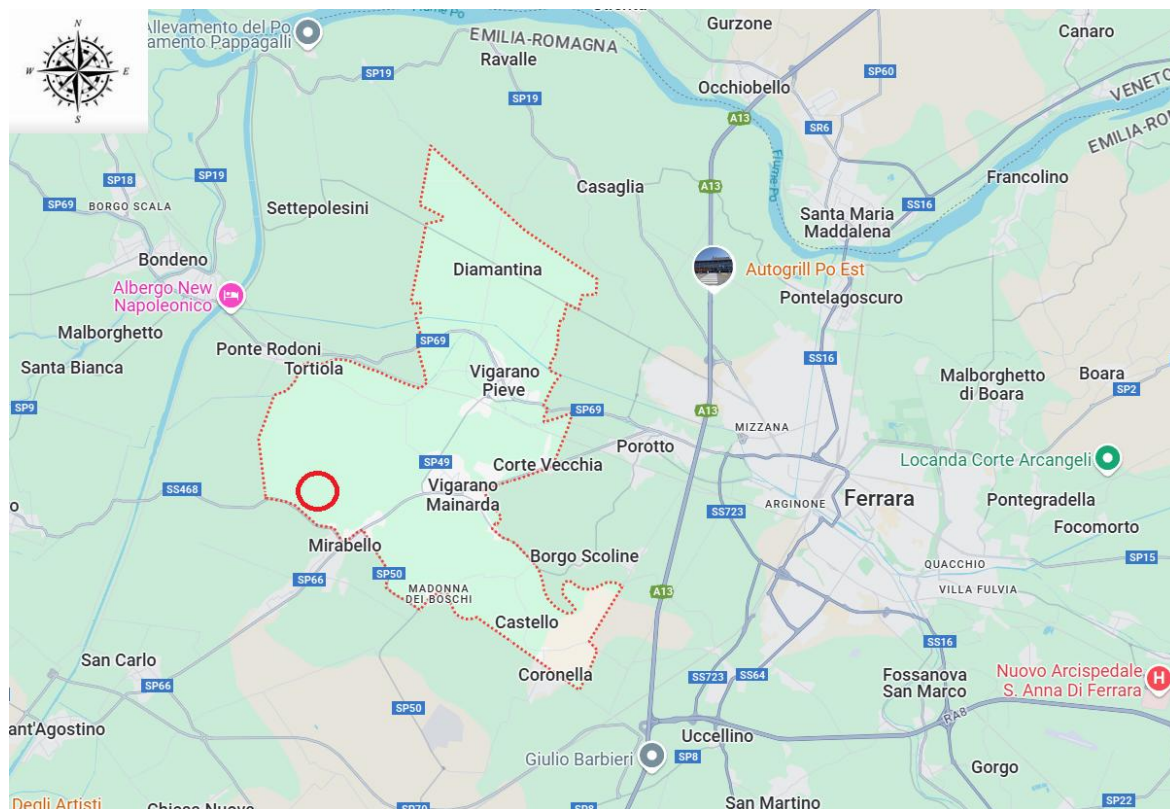 N
W
E
S
Allevamento del Po
amento Pappagalli
EMILIA-ROMAGNA
Ravalle
Gurzone
Canaro
SP19
SP60
Fiume Po
Occhiobello
VENETO
SP19
A13
SR6
EMILIA-RO
Fiume Po
SP18
SP19
SP69
BORGO SCALA
Settepolesini
Casaglia
A13
Francolino
Santa Maria
Maddalena
SS16
Bondeno
Diamantina
Autogrill Po Est
Albergo New
Napoleonico
Pontelagoscuro
Malborghetto
Ponte Rodoni
SP69
SS16
Santa Bianca
Tortiola
Vigarano
Pieve
Malborghetto
di Boara
Boara
SP2
SP9
SP69
A13
MIZZANA
Porotto
SP49
Corte Vecchia
Locanda Corte Arcangeli
SS468
Vigarano
Mainarda
ARGINONE
Ferrara
Pontegradella
o
SS723
Focomorto
Mirabello
Borgo Scoline
SP15
SP66
SP50
QUACCHIO
MADONNA
DEI BOSCHI
A13
VILLA FULVIA
Castello
SS16
San Carlo
SP66
Coronella
SS723
SS64
Fossanova
San Marco
Nuovo Arcispedale
S. Anna Di Ferrara
H
SP50
RA8
ant'Agostino
Uccellino
Giulio Barbieri
SP8
Gorgo
Degli Artisti
Chiesa Nuova
SP70
SP8
San Martino
SP22